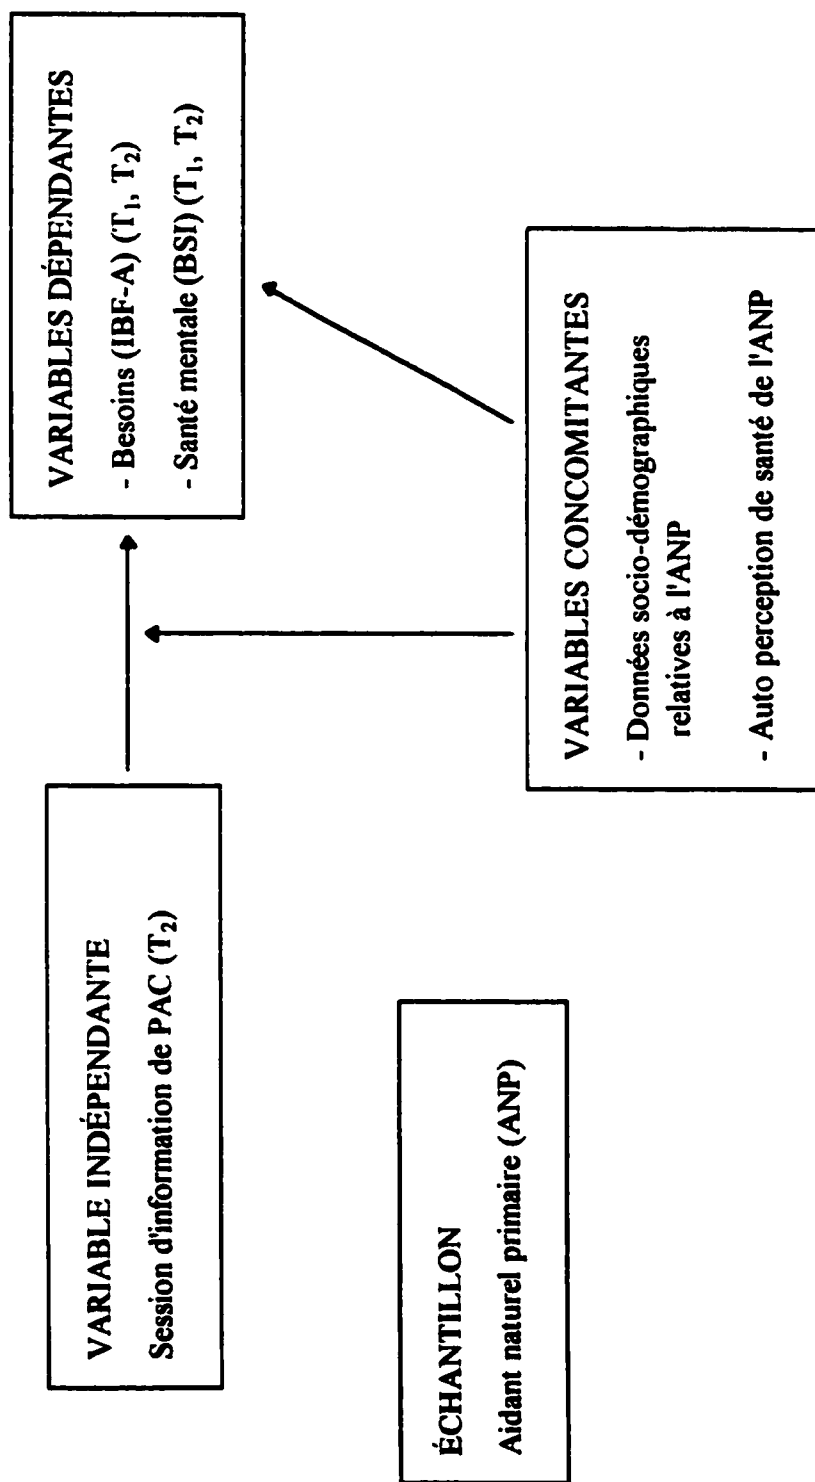 VARIABLE INDÉPENDANTE
Session d'information de PAC (T₂)
VARIABLES DÉPENDANTES
- Besoins (IBF-A) (T₁, T₂)
- Santé mentale (BSI) (T₁, T₂)
ÉCHANTILLON
Aidant naturel primaire (ANP)
VARIABLES CONCOMITANTES
- Données socio-démographiques
relatives à l'ANP
- Auto perception de santé de l'ANP